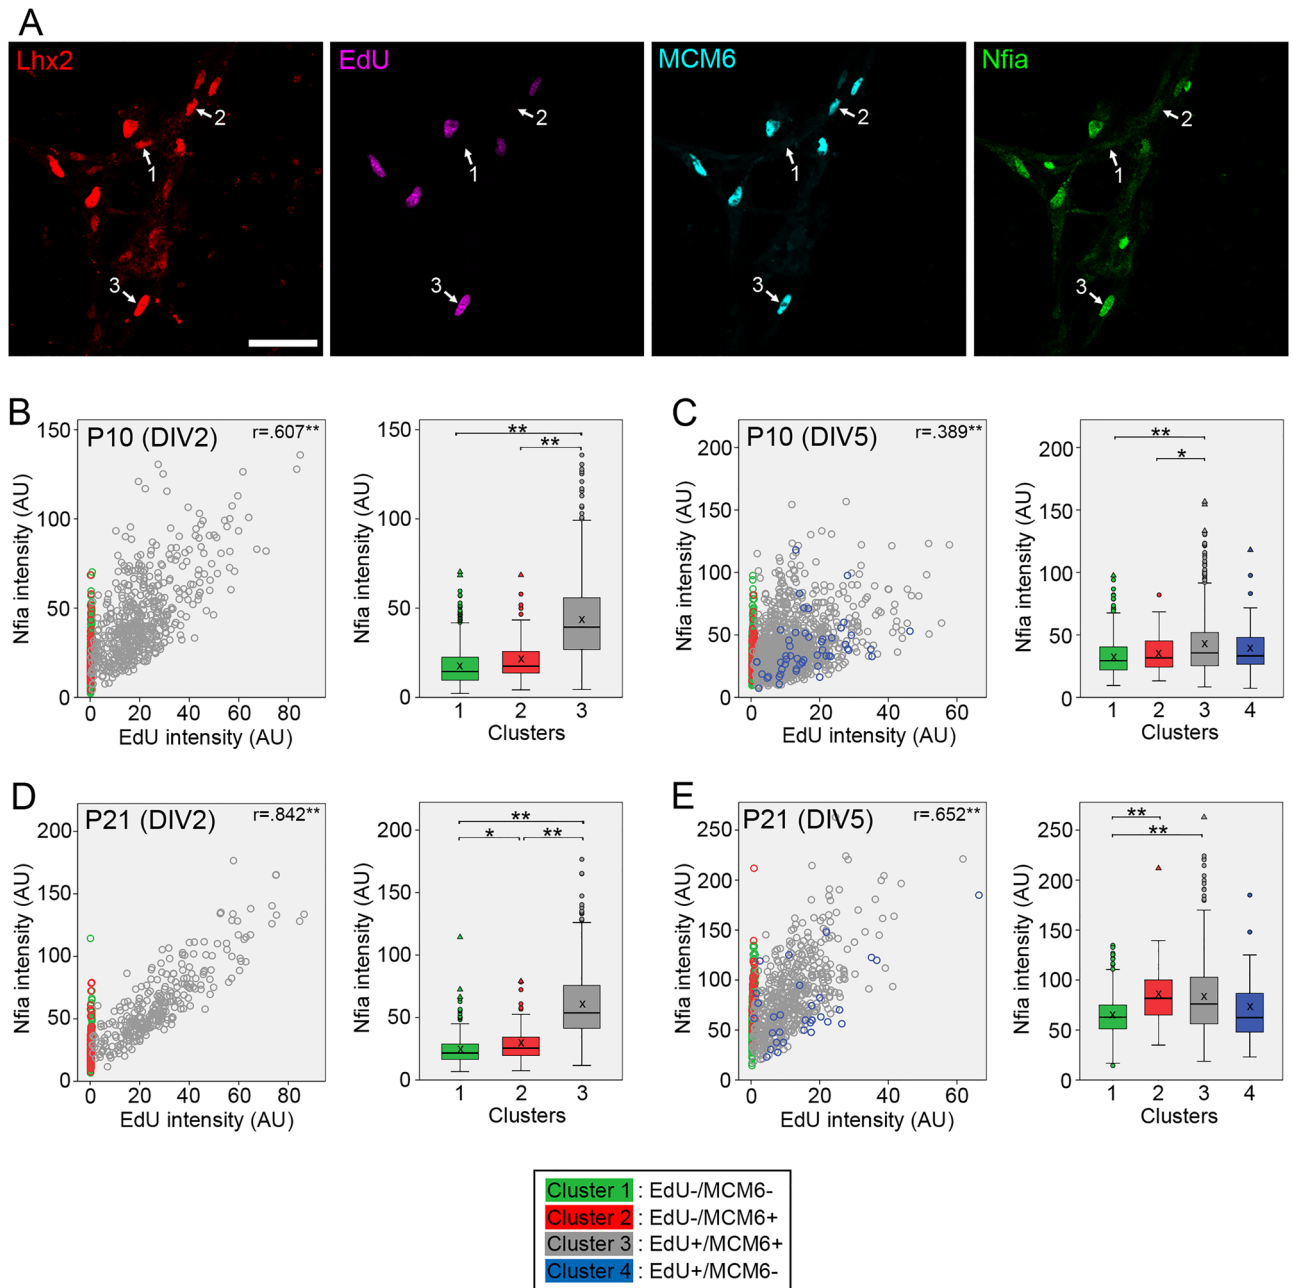 A
Lhx2
EdU
MCM6
Nfia
1
2
3
1
2
3
1
2
3
1
2
3
B
P10 (DIV2)
r=.607**
Nfia intensity (AU)
150
100
50
0
0 20 40 60 80
EdU intensity (AU)
Nfia intensity (AU)
150
100
50
0
**
**
x x x
1 2 3
Clusters
C
P10 (DIV5)
r=.389**
Nfia intensity (AU)
200
150
100
50
0
0 20 40 60
EdU intensity (AU)
Nfia intensity (AU)
200
150
100
50
0
**
*
x x x x
1 2 3 4
Clusters
D
P21 (DIV2)
r=.842**
Nfia intensity (AU)
200
150
100
50
0
0 20 40 60 80
EdU intensity (AU)
Nfia intensity (AU)
200
150
100
50
0
**
* **
x x x
1 2 3
Clusters
E
P21 (DIV5)
r=.652**
Nfia intensity (AU)
250
200
150
100
50
0
0 20 40 60
EdU intensity (AU)
Nfia intensity (AU)
250
200
150
100
50
0
**
**
x x x x
1 2 3 4
Clusters
Cluster 1 : EdU-/MCM6-
Cluster 2 : EdU-/MCM6+
Cluster 3 : EdU+/MCM6+
Cluster 4 : EdU+/MCM6-